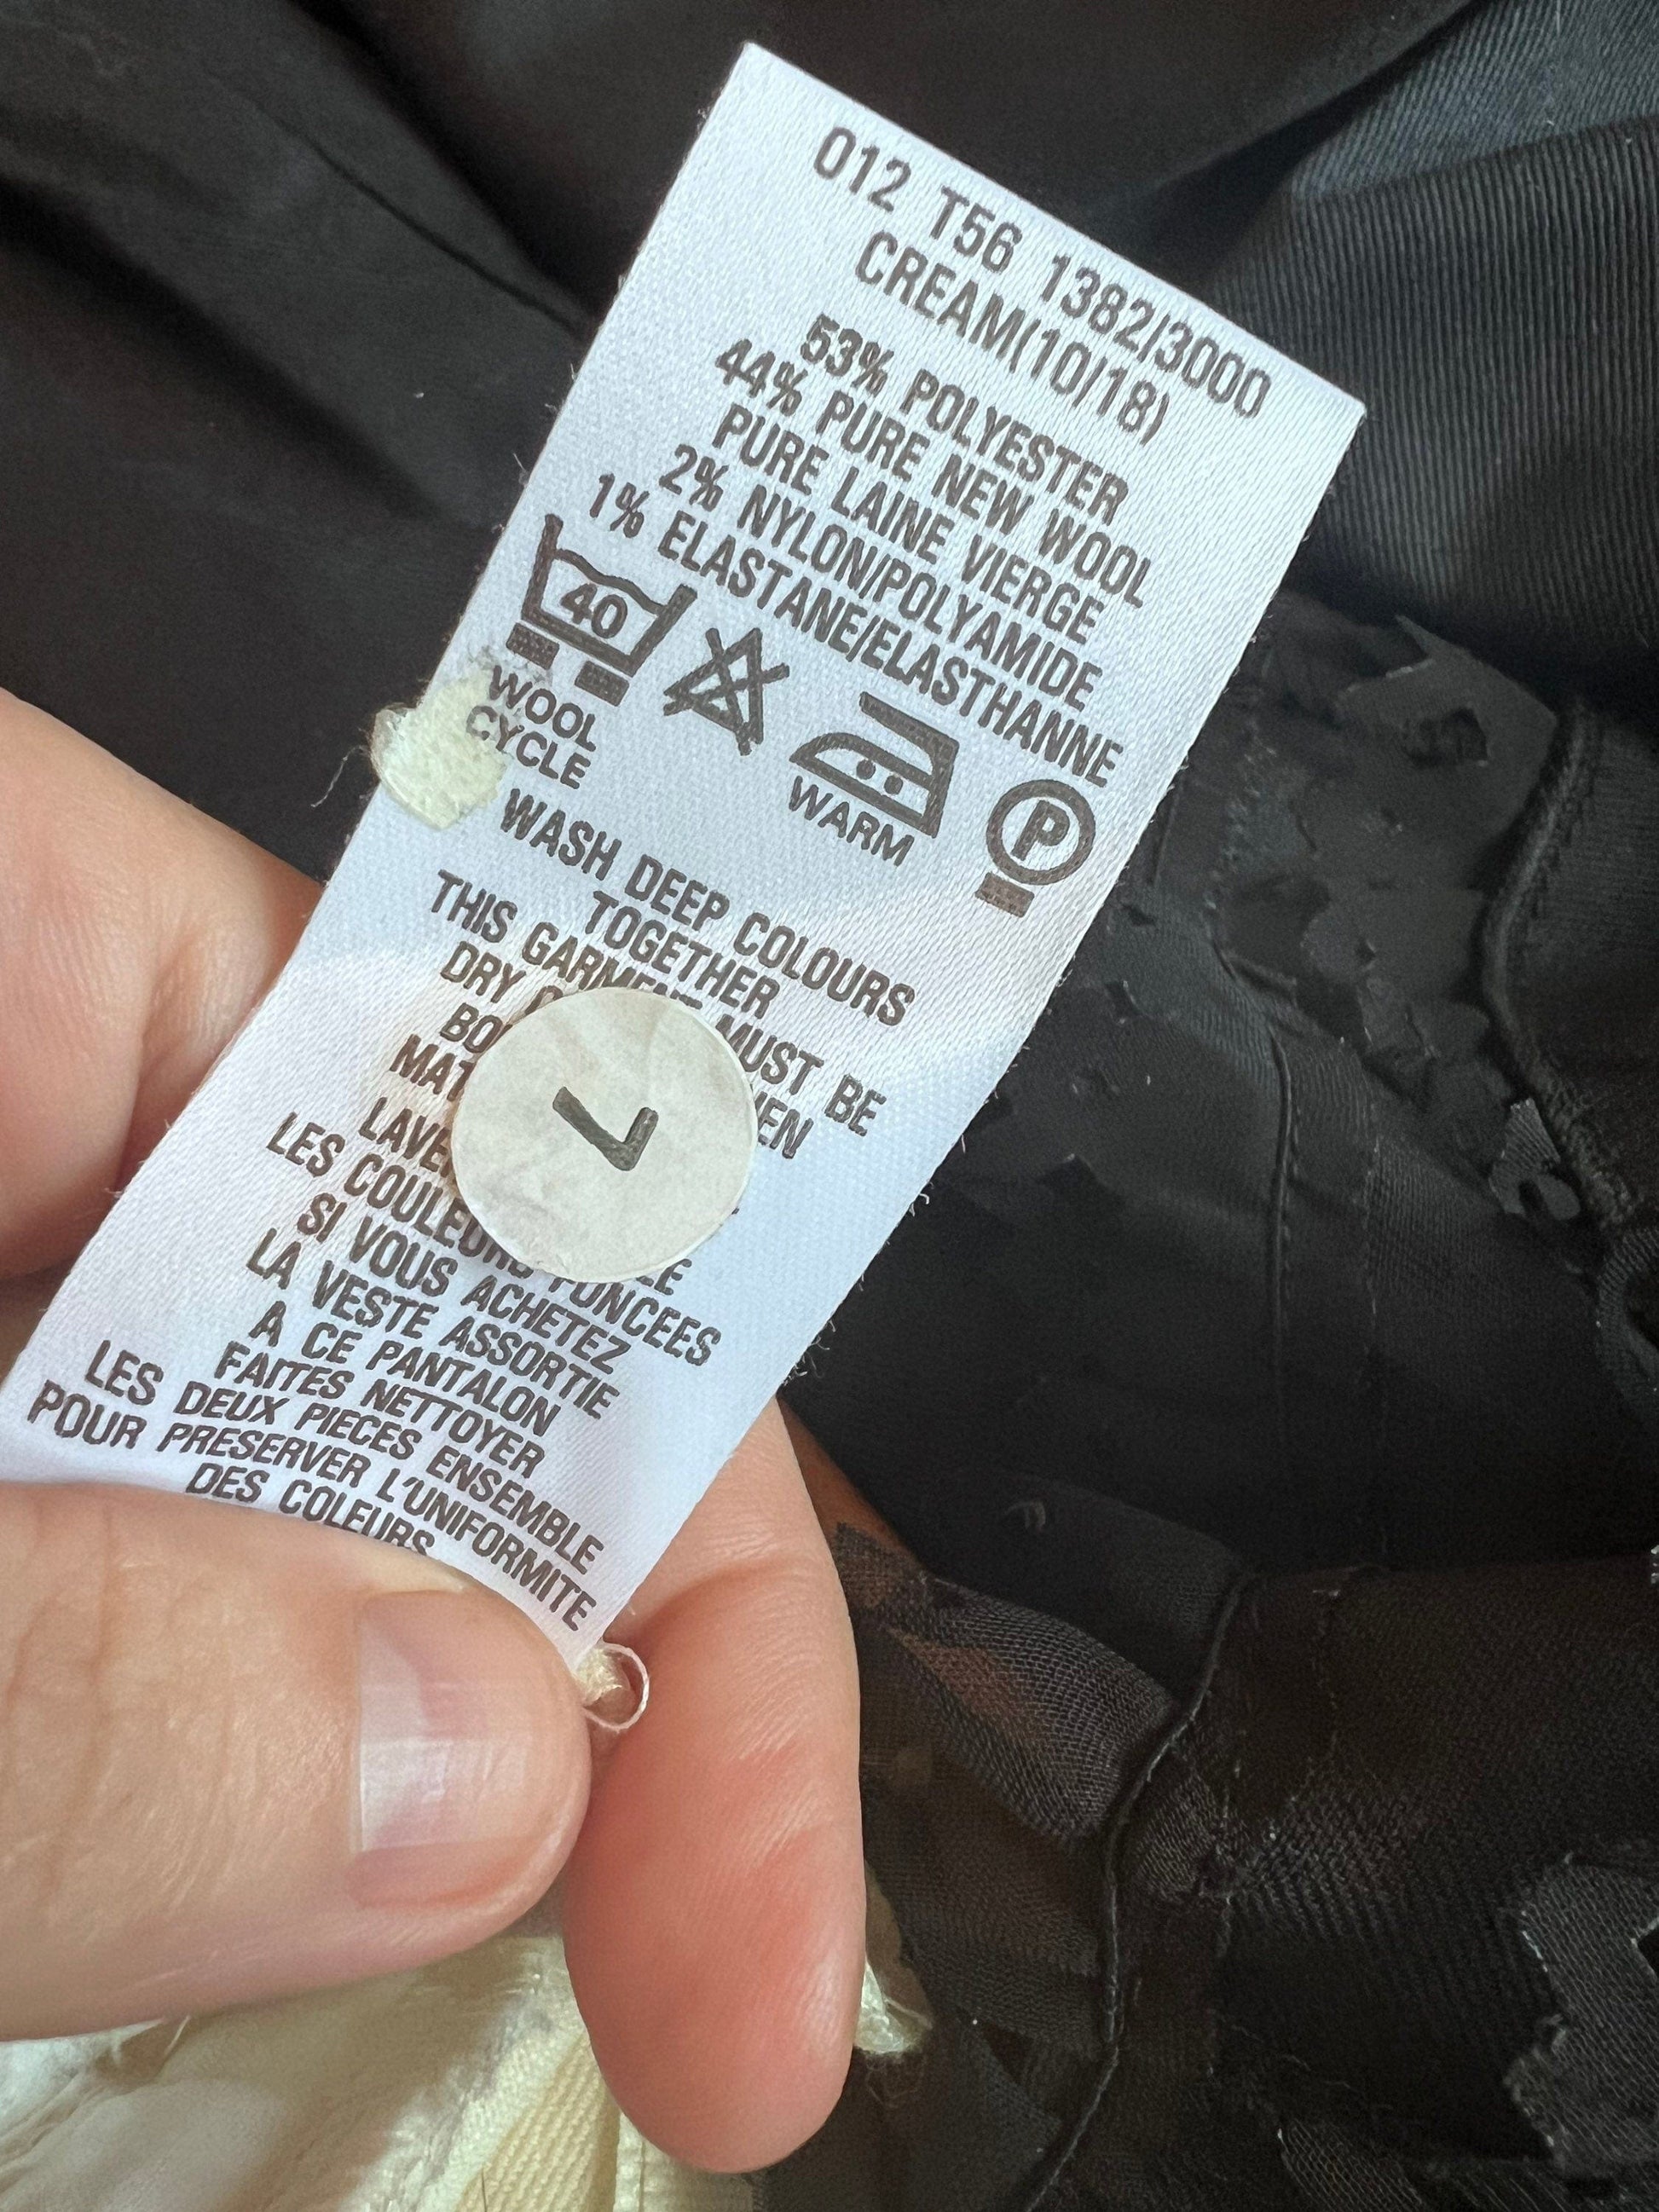 012 T56 1382/3000
CREAM(10/18)
53% POLYESTER
44% PURE NEW WOOL
PURE LAINE VIERGE
2% NYLON/POLYAMIDE
1% ELASTANE/ELASTHANNE
40
WOOL
CYCLE
WARM
P
WASH DEEP COLOURS
TOGETHER
THIS GARMENT MUST BE
DRY
LES COULEURS FONCEES
SI VOUS ACHETEZ
LA VESTE ASSORTIE
A CE PANTALON
FAITES NETTOYER
LES DEUX PIECES ENSEMBLE
POUR PRESERVER L'UNIFORMITE
DES COLEURS